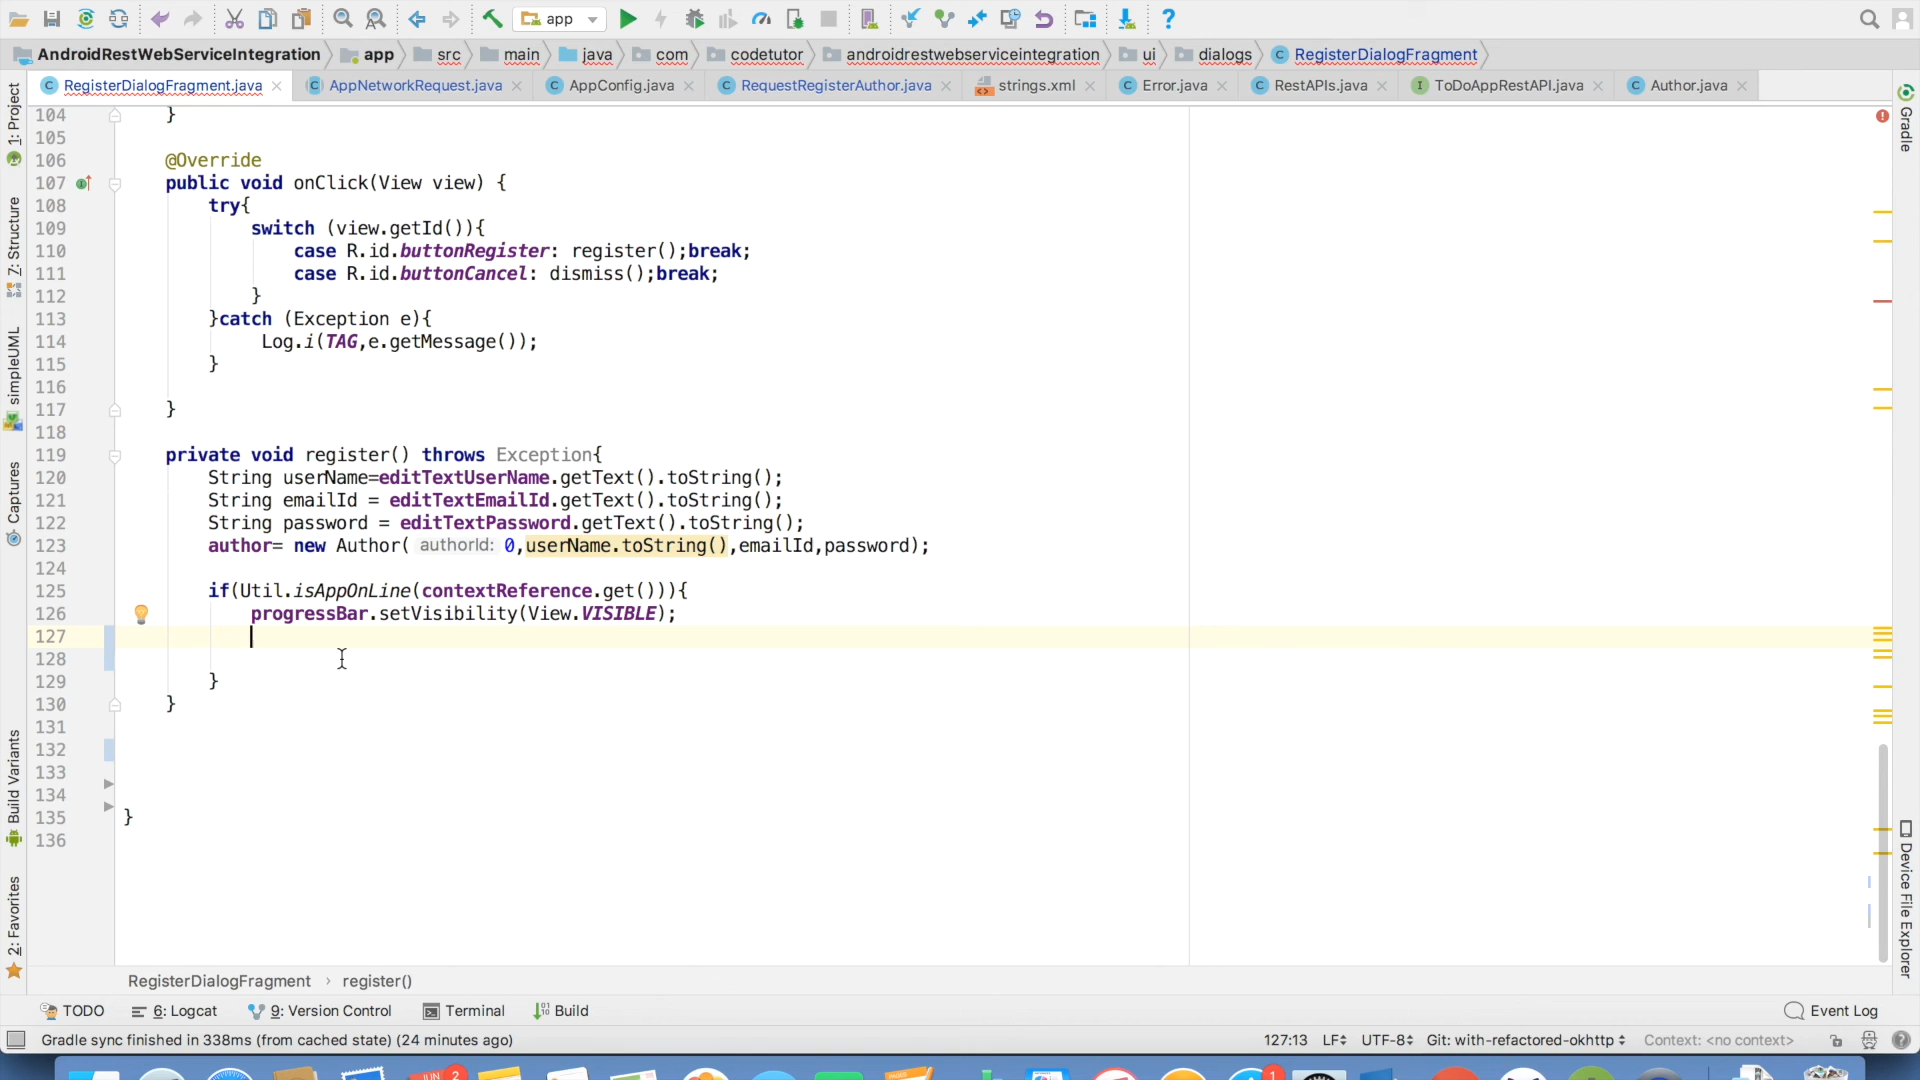 app
AndroidRestWebServiceIntegration app src main java com codetutor androidrestwebserviceintegration ui dialogs RegisterDialogFragment
RegisterDialogFragment.java AppNetworkRequest.java AppConfig.java RequestRegisterAuthor.java strings.xml Error.java RestAPIs.java ToDoAppRestAPI.java Author.java
1: Project
Z: Structure
simpleUML
Captures
Build Variants
2: Favorites
Gradle
Device File Explorer
104 }
105
106 @Override
107 public void onClick(View view) {
108 try{
109 switch (view.getId()){
110 case R.id.buttonRegister: register();break;
111 case R.id.buttonCancel: dismiss();break;
112 }
113 }catch (Exception e){
114 Log.i(TAG,e.getMessage());
115 }
116
117 }
118
119 private void register() throws Exception{
120 String userName=editTextUserName.getText().toString();
121 String emailId = editTextEmailId.getText().toString();
122 String password = editTextPassword.getText().toString();
123 author= new Author( authorId: 0,userName.toString(),emailId,password);
124
125 if(Util.isAppOnLine(contextReference.get())){
126 progressBar.setVisibility(View.VISIBLE);
127
128
129 }
130 }
131
132
133
134
135 }
136
RegisterDialogFragment › register()
TODO 6: Logcat 9: Version Control Terminal Build Event Log
Gradle sync finished in 338ms (from cached state) (24 minutes ago) 127:13 LF UTF-8 Git: with-refactored-okhttp Context: <no context>
JUN 2 1